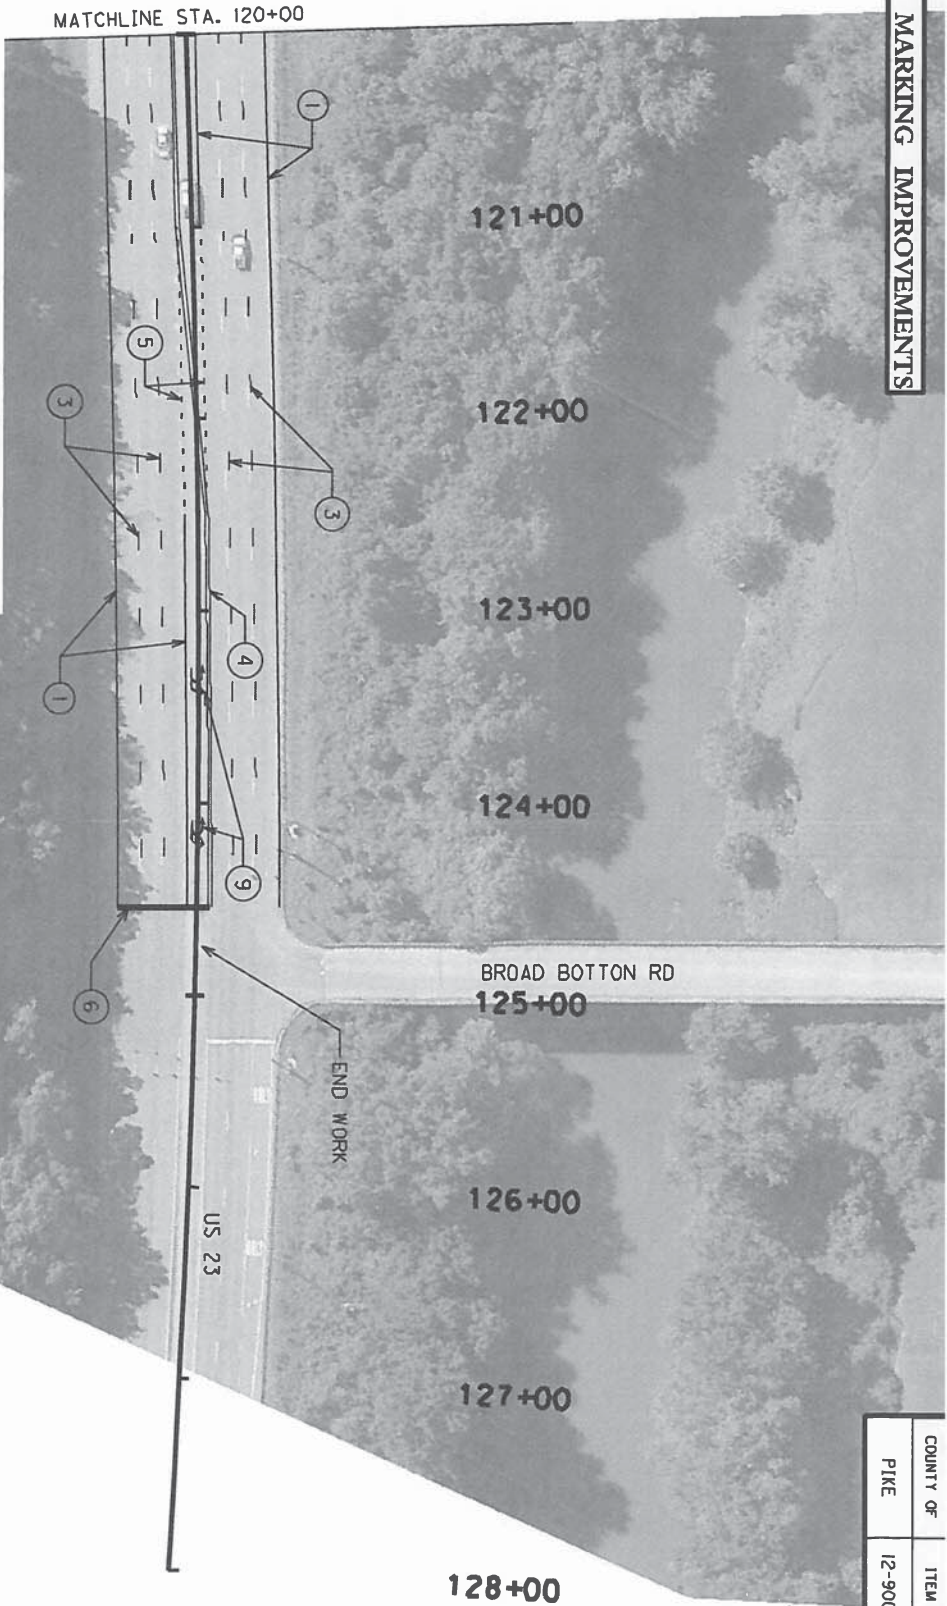 MATCHLINE STA. 120+00
MARKING IMPROVEMENTS
1
121+00
5
122+00
3
3
123+00
4
1
124+00
9
BROAD BOTTON RD
125+00
6
END WORK
126+00
US 23
127+00
COUNTY OF
ITEM
PIKE
12-900
128+00